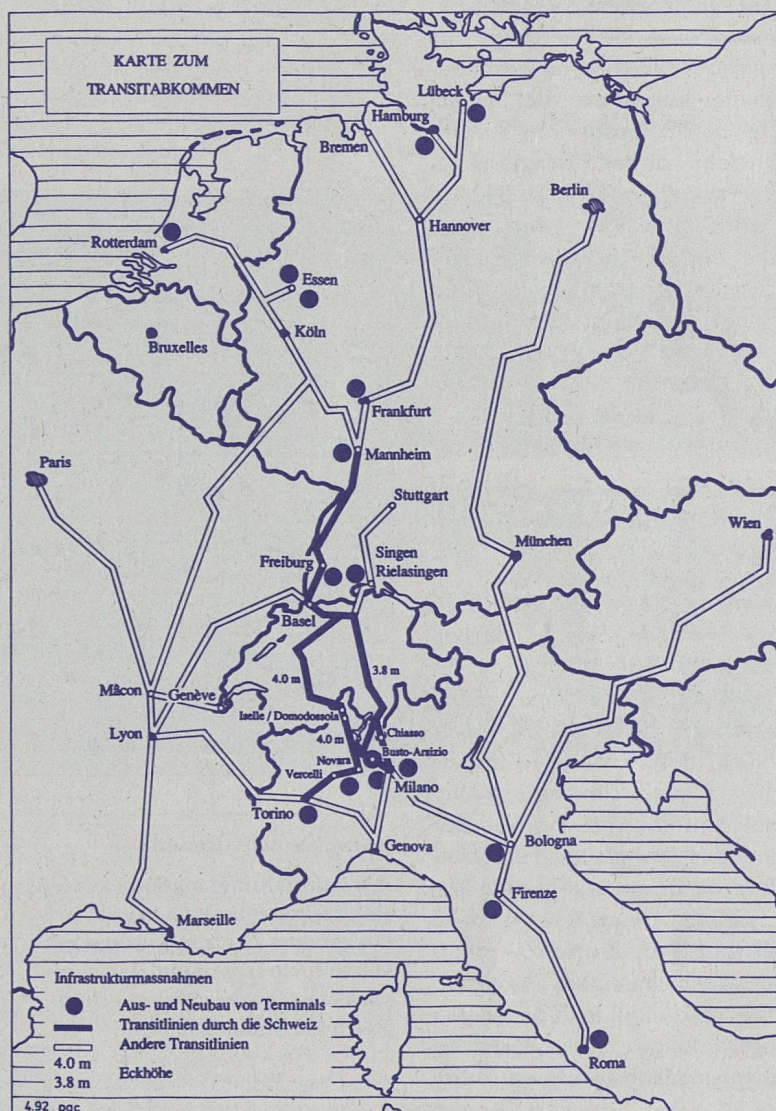 KARTE ZUM
TRANSITABKOMMEN
Lübeck
Hamburg
Bremen
Berlin
Hannover
Rotterdam
Essen
Köln
Bruxelles
Frankfurt
Mannheim
Paris
Stuttgart
Wien
München
Singen
Freiburg
Rielasingen
Basel
4.0 m
3.8 m
Mâcon
Genève
Iselle / Domodossola
Lyon
4.0 m
Chiasso
Busto-Arsizio
Novara
Vercelli
Milano
Torino
Genova
Bologna
Firenze
Marseille
Roma
Infrastrukturmassnahmen
Aus- und Neubau von Terminals
Transitlinien durch die Schweiz
Andere Transitlinien
4.0 m
3.8 m
Eckhöhe
4.92 pac